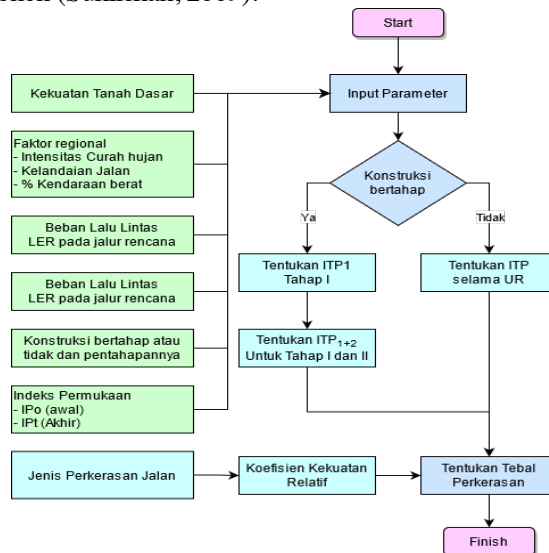 Start
Kekuatan Tanah Dasar
Input Parameter
Faktor regional
- Intensitas Curah hujan
- Kelandaian Jalan
- % Kendaraan berat
Konstruksi
bertahap
Ya
Tidak
Beban Lalu Lintas
LER pada jalur rencana
Tentukan ITP1
Tahap I
Tentukan ITP
selama UR
Beban Lalu Lintas
LER pada jalur rencana
Konstruksi bertahap atau
tidak dan pentahapannya
Tentukan ITP1+2
Untuk Tahap I dan II
Indeks Permukaan
- IPo (awal)
- IPt (Akhir)
Jenis Perkerasan Jalan
Koefisien Kekuatan
Relatif
Tentukan Tebal
Perkerasan
Finish